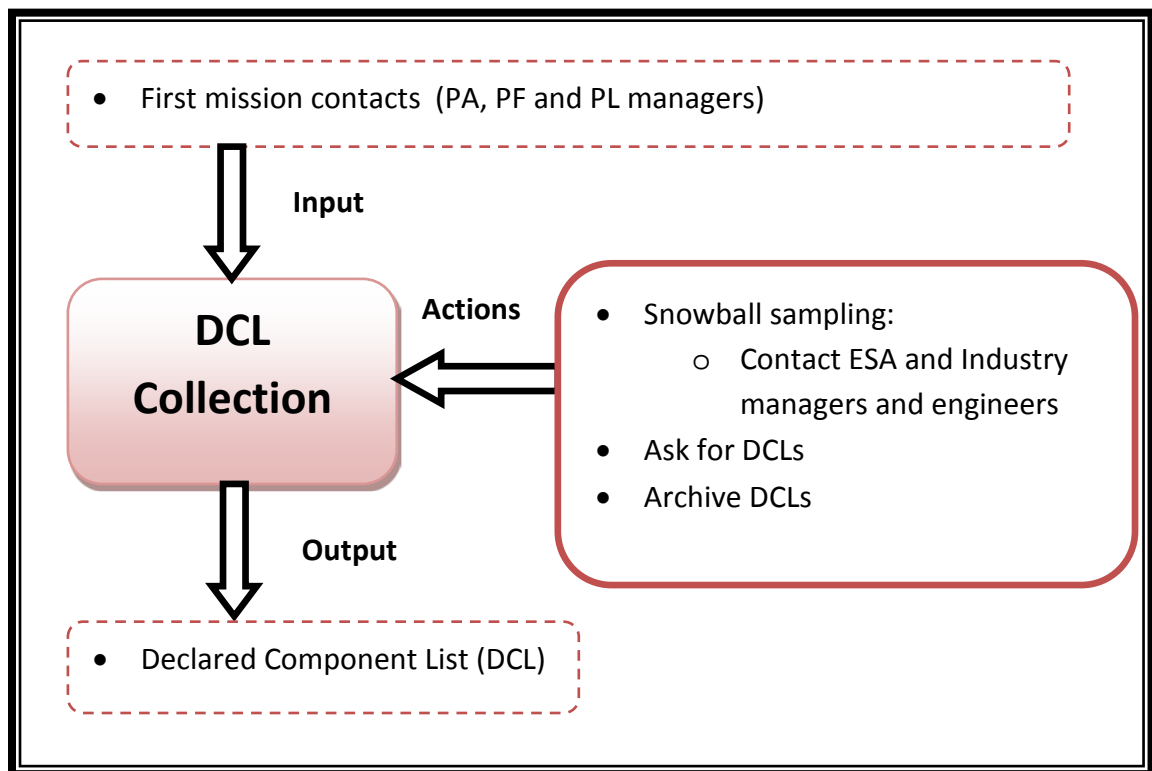 • First mission contacts (PA, PF and PL managers)
Input
DCL
Collection
Actions
• Snowball sampling:
o Contact ESA and Industry
managers and engineers
• Ask for DCLs
• Archive DCLs
Output
• Declared Component List (DCL)